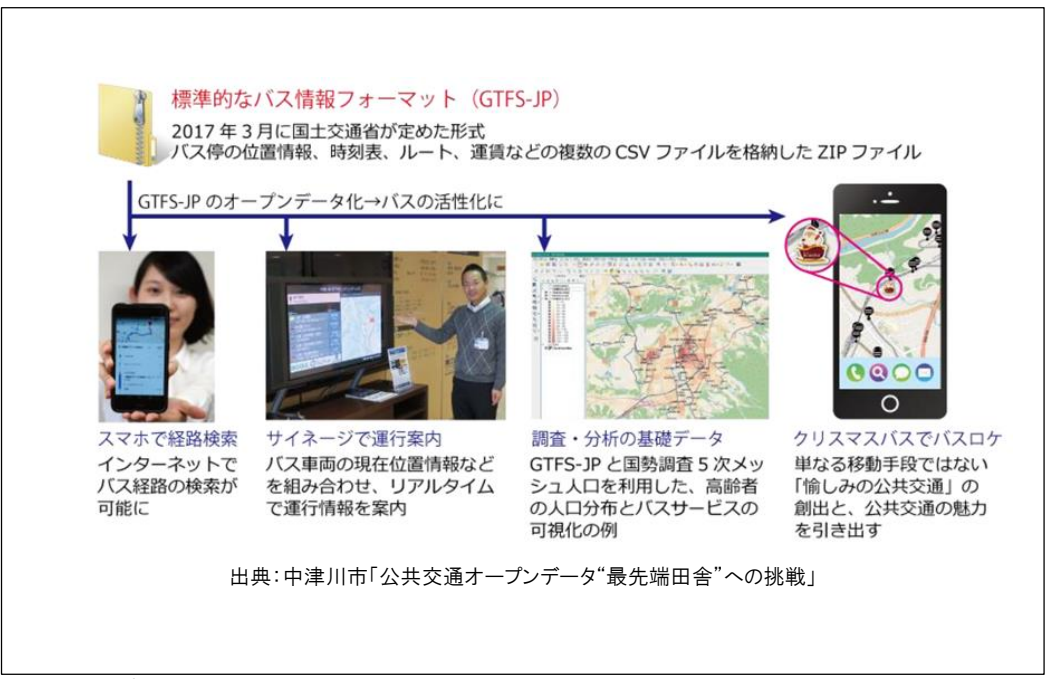 標準的なバス情報フォーマット（GTFS-JP）
2017年3月に国土交通省が定めた形式
バス停の位置情報、時刻表、ルート、運賃などの複数のCSVファイルを格納したZIPファイル
GTFS-JPのオープンデータ化→バスの活性化に
スマホで経路検索
インターネットで
バス経路の検索が
可能に
サイネージで運行案内
バス車両の現在位置情報など
を組み合わせ、リアルタイム
で運行情報を案内
調査・分析の基礎データ
GTFS-JPと国勢調査5次メッ
シュ人口を利用した、高齢者
の人口分布とバスサービスの
可視化の例
クリスマスバスでバスロケ
単なる移動手段ではない
「愉しみの公共交通」の
創出と、公共交通の魅力
を引き出す
出典：中津川市「公共交通オープンデータ“最先端田舎”への挑戦」